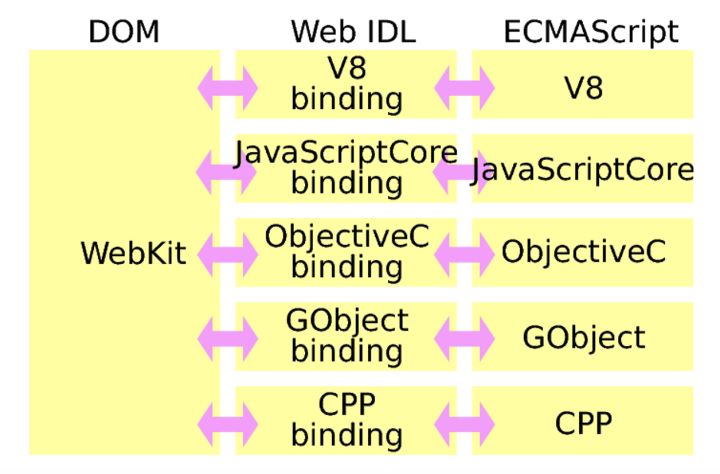 DOM Web IDL ECMAScript
V8
binding
V8
JavaScriptCore
binding
JavaScriptCore
WebKit
ObjectiveC
binding
ObjectiveC
GObject
binding
GObject
CPP
binding
CPP